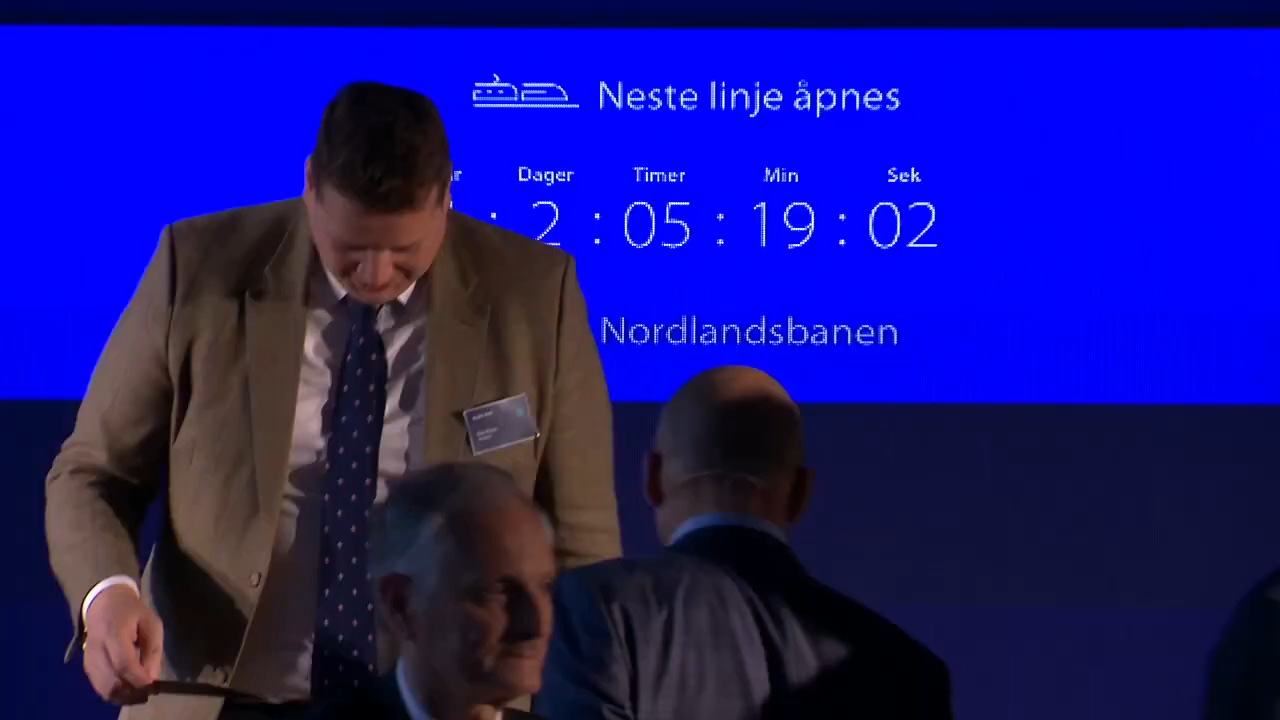 Neste linje åpnes
Dager Timer Min Sek
: 2 : 05 : 19 : 02
Nordlandsbanen